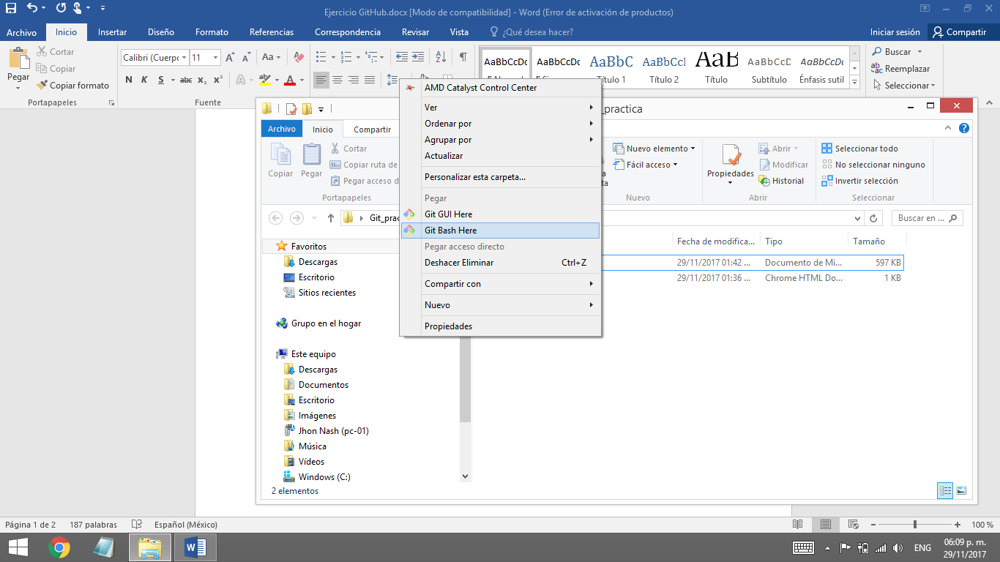 Ejercicio GitHub.docx [Modo de compatibilidad] - Word (Error de activación de productos)
Archivo Inicio Insertar Diseño Formato Referencias Correspondencia Revisar Vista ¿Qué desea hacer? Iniciar sesión Compartir
Pegar
Cortar
Copiar
Copiar formato
Portapapeles
Calibri (Cuerpo 11
N K S abc x₂ x²
Fuente
AaBbCcDc AaBbCcDc AaBbC AaBbCcI AaBb AaBbCcD AaBbCcDc
Título 1 Título 2 Título Subtítulo Énfasis sutil
Buscar
Reemplazar
Seleccionar
Edición
AMD Catalyst Control Center
Ver
Ordenar por
Agrupar por
Actualizar
Personalizar esta carpeta...
Pegar
Git GUI Here
Git Bash Here
Pegar acceso directo
Deshacer Eliminar Ctrl+Z
Compartir con
Nuevo
Propiedades
_practica
Archivo Inicio Compartir
Copiar Pegar
Cortar
Copiar ruta de
Pegar acceso d
Portapapeles
Nuevo elemento
Fácil acceso
Nuevo
Propiedades
Abrir
Modificar
Historial
Abrir
Seleccionar todo
No seleccionar ninguno
Invertir selección
Seleccionar
Git_prac
Buscar en ...
Favoritos
Descargas
Escritorio
Sitios recientes
Grupo en el hogar
Este equipo
Descargas
Documentos
Escritorio
Imágenes
Jhon Nash (pc-01)
Música
Vídeos
Windows (C:)
Fecha de modifica... Tipo Tamaño
29/11/2017 01:42 ... Documento de Mi... 597 KB
29/11/2017 01:36 ... Chrome HTML Do... 1 KB
2 elementos
Página 1 de 2 187 palabras Español (México) 100 %
ENG
06:09 p. m.
29/11/2017